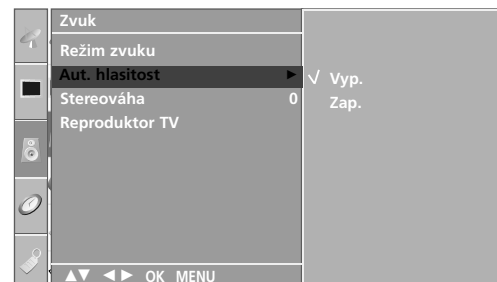 Zvuk
Režim zvuku
Aut. hlasitost ► √ Vyp.
Stereováha 0 Zap.
Reproduktor TV
▲▼ ◄► OK MENU